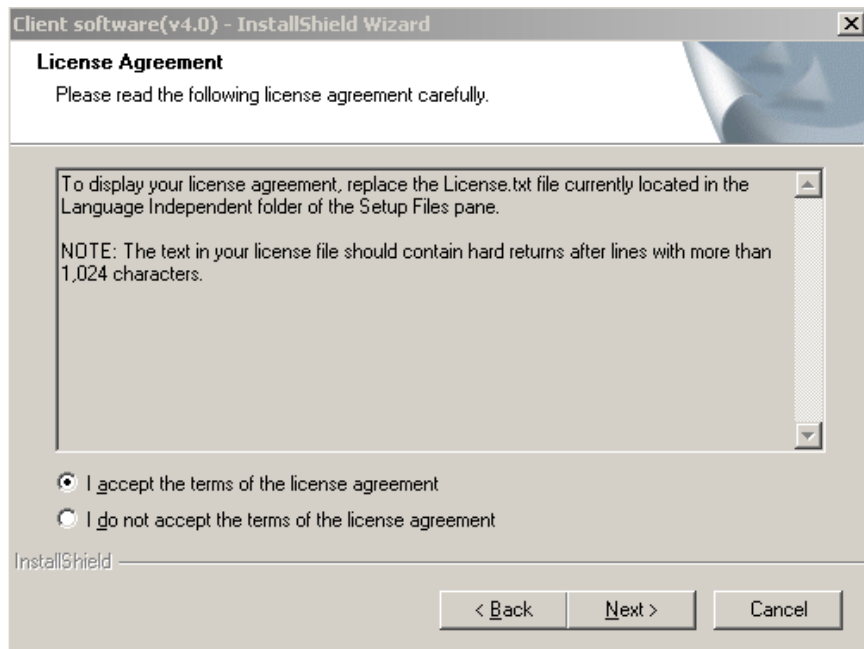 Client software(v4.0) - InstallShield Wizard
License Agreement
Please read the following license agreement carefully.
To display your license agreement, replace the License.txt file currently located in the
Language Independent folder of the Setup Files pane.
NOTE: The text in your license file should contain hard returns after lines with more than
1,024 characters.
I accept the terms of the license agreement
I do not accept the terms of the license agreement
InstallShield
< Back
Next >
Cancel